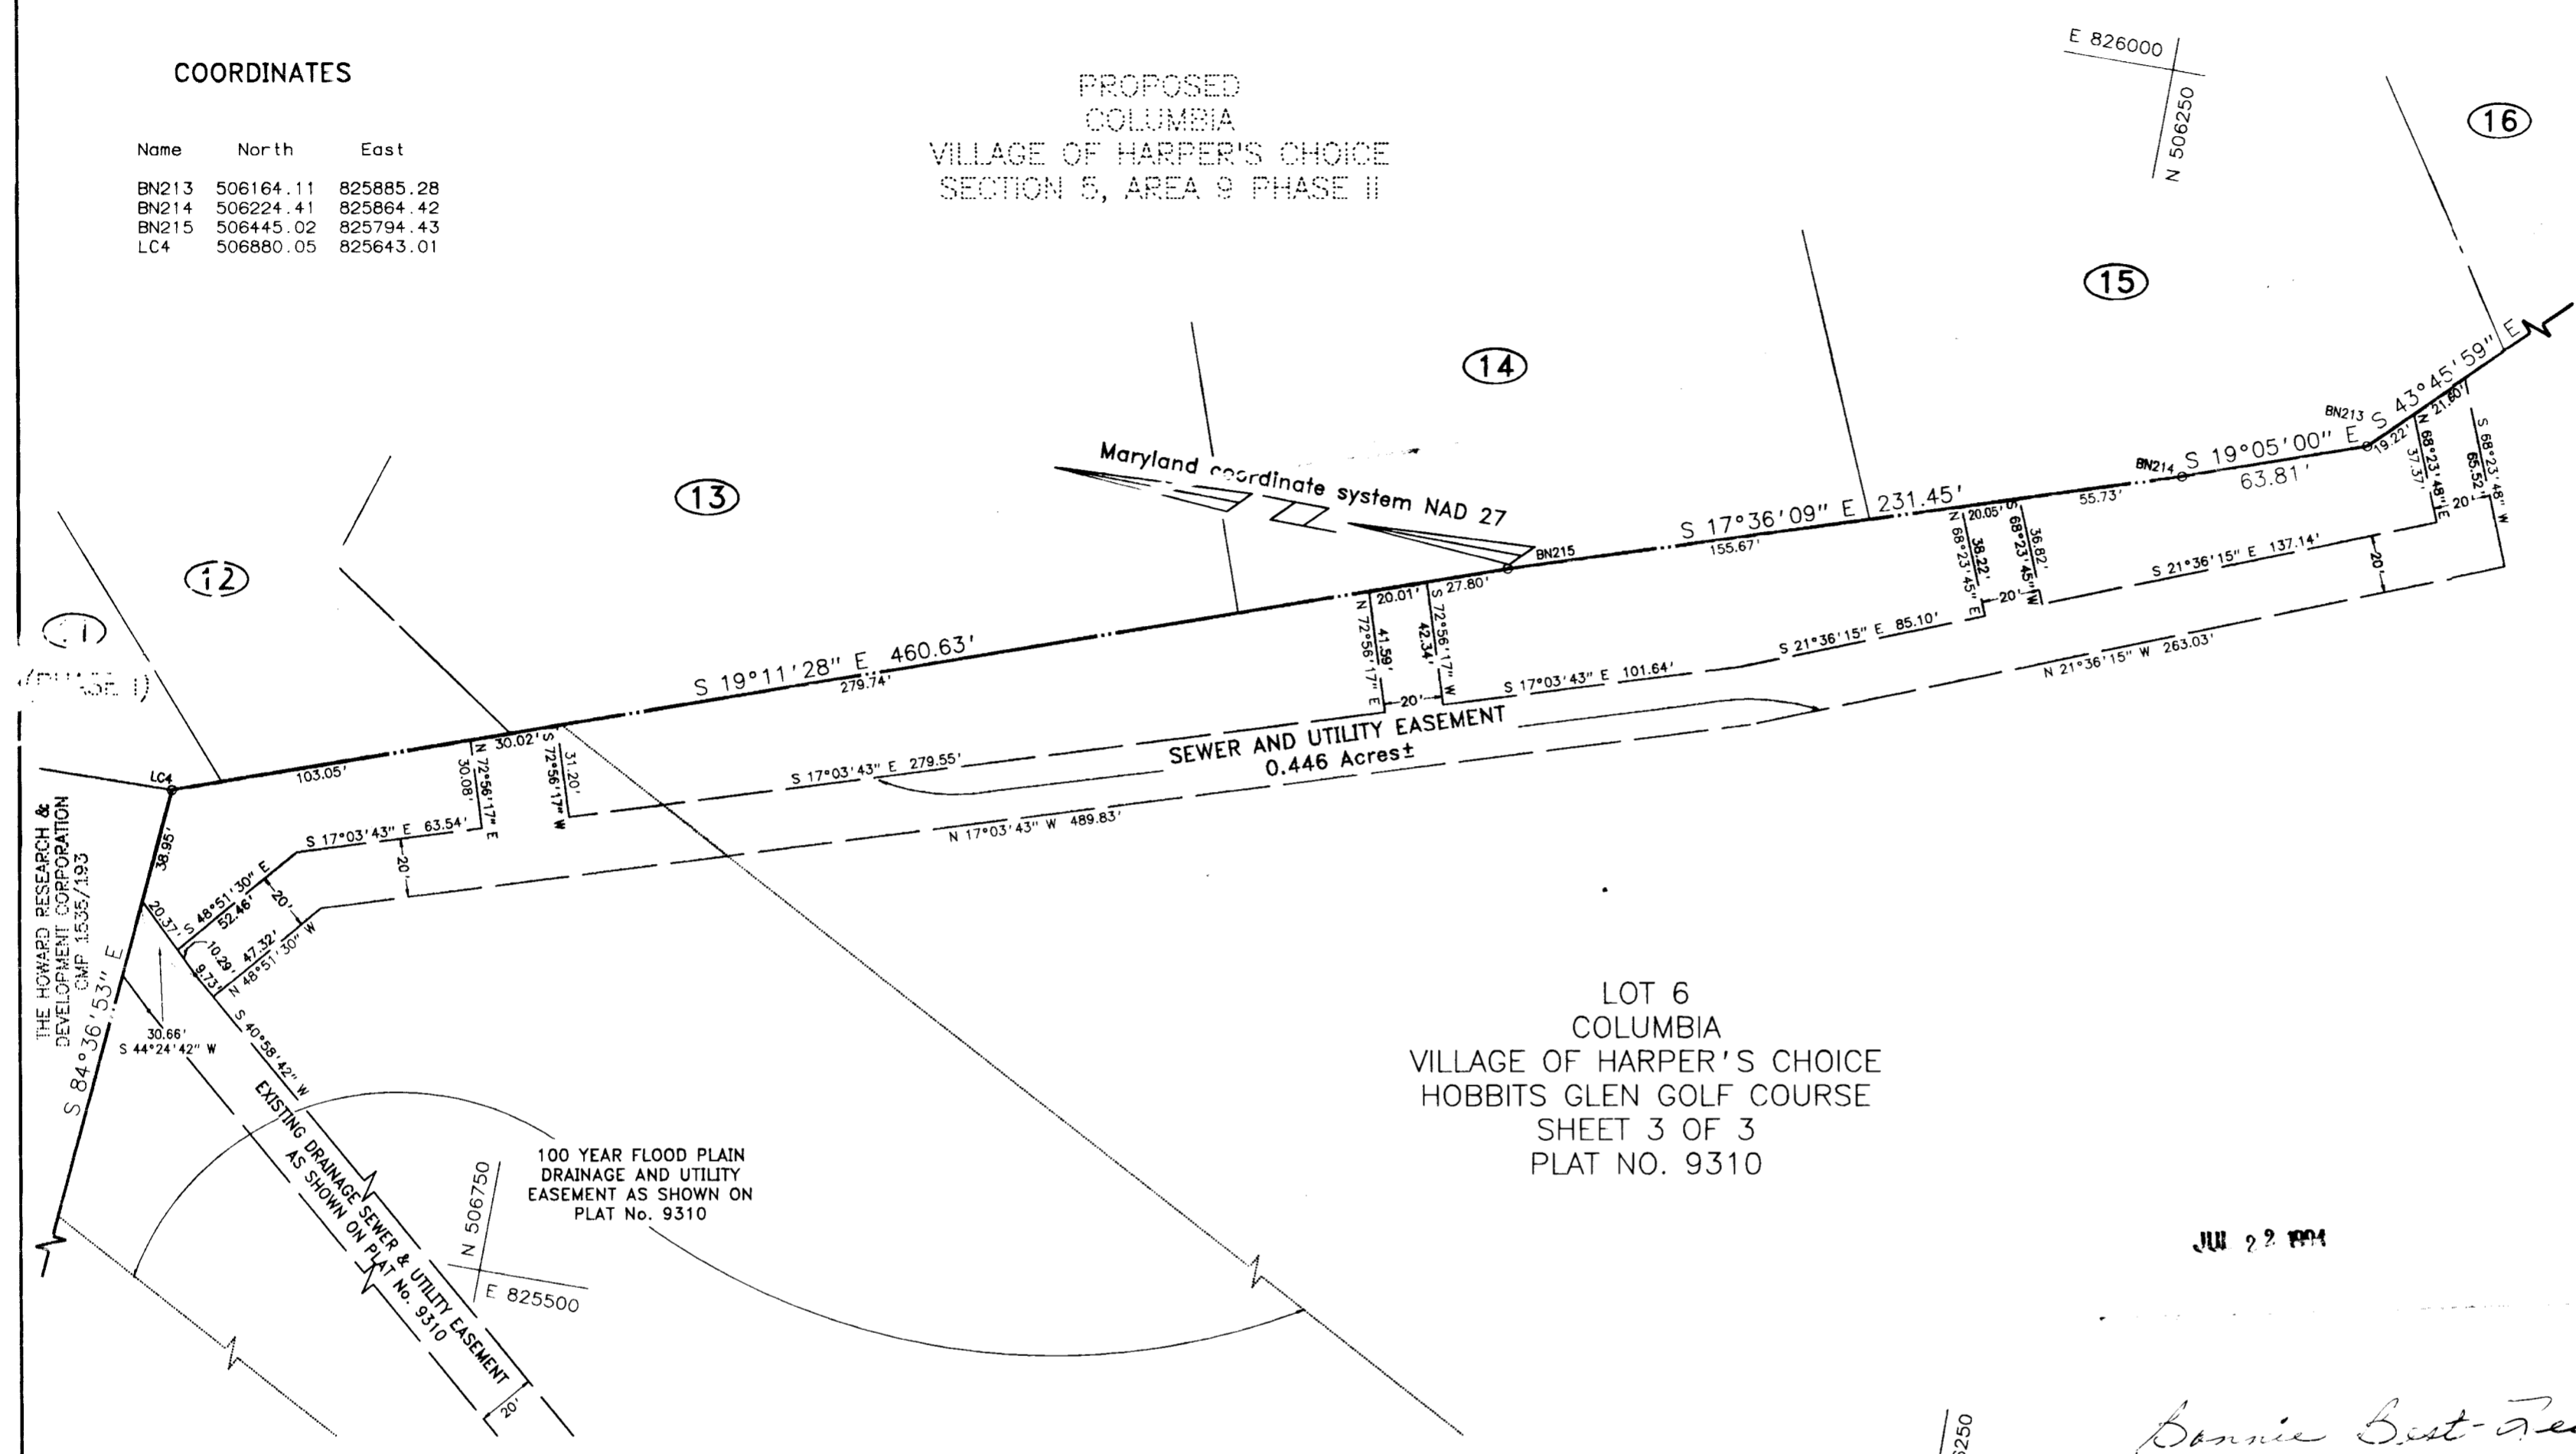 COORDINATES
Name North East
BN213 506164.11 825885.28
BN214 506224.41 825864.42
BN215 506445.02 825794.43
LC4 506880.05 825643.01
PROPOSED
COLUMBIA
VILLAGE OF HARPER'S CHOICE
SECTION 5, AREA 9 PHASE II
E 826000
N 506250
16
15
14
13
12
(PHASE I)
Maryland coordinate system NAD 27
BN213
S 43°45'59" E
19.22'
21.60'
N 68°23'48" E
37.37'
S 68°23'48" W
65.52'
20'
BN214
S 19°05'00" E
63.81'
BN215
S 17°36'09" E 231.45'
155.67'
20.05'
55.73'
N 68°23'45" E
38.22'
S 68°23'45" W
36.82'
20'
S 21°36'15" E 137.14'
20'
S 21°36'15" E 85.10'
N 21°36'15" W 263.03'
S 19°11'28" E 460.63'
279.74'
20.01'
27.80'
N 72°56'17" E
41.59'
S 72°56'17" W
42.34'
20'
S 17°03'43" E 101.64'
SEWER AND UTILITY EASEMENT
0.446 Acres±
S 17°03'43" E 279.55'
N 17°03'43" W 489.83'
LC4
103.05'
30.02'
N 72°56'17" E
30.08'
S 72°56'17" W
31.20'
S 17°03'43" E 63.54'
20'
38.95'
S 48°51'30" E
52.46'
20'
47.32'
N 48°51'30" W
20.37'
10.29'
9.73'
THE HOWARD RESEARCH &
DEVELOPMENT CORPORATION
CMP 1535/193
S 84°36'53" E
30.66'
S 44°24'42" W
S 40°58'42" W
EXISTING DRAINAGE SEWER & UTILITY EASEMENT
AS SHOWN ON PLAT No. 9310
20'
100 YEAR FLOOD PLAIN
DRAINAGE AND UTILITY
EASEMENT AS SHOWN ON
PLAT No. 9310
N 506750
E 825500
LOT 6
COLUMBIA
VILLAGE OF HARPER'S CHOICE
HOBBITS GLEN GOLF COURSE
SHEET 3 OF 3
PLAT NO. 9310
JUL 22 1994
Bonnie Best-